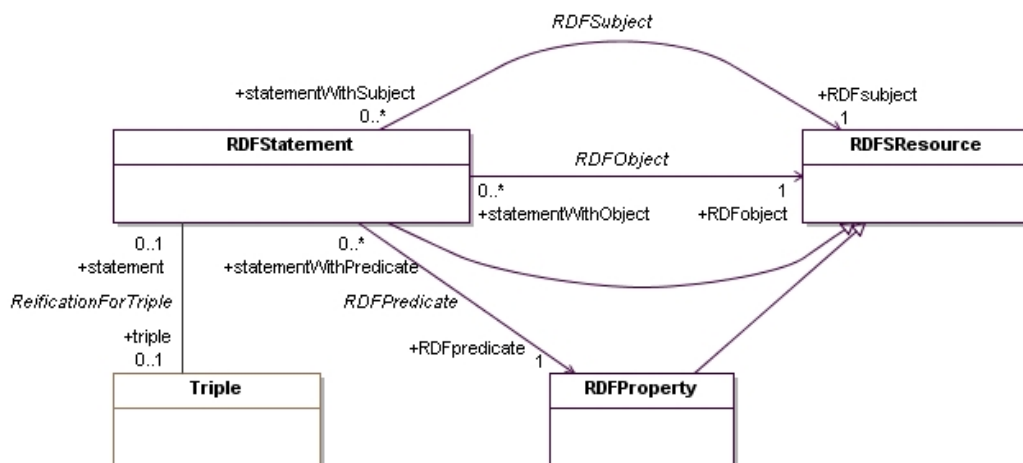 RDFSubject
+statementWithSubject
0..*
+RDFsubject
1
RDFStatement
RDFSResource
RDFObject
0..*
1
+statementWithObject
+RDFobject
0..1
0..*
+statement
+statementWithPredicate
ReificationForTriple
RDFPredicate
+triple
+RDFpredicate
0..1
1
Triple
RDFProperty